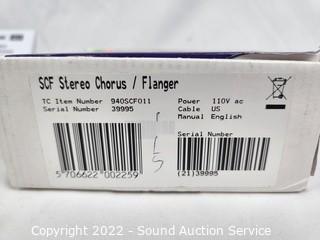 SCF Stereo Chorus / Flanger
TC Item Number 940SCF011
Serial Number 39995
Power 110V ac
Cable US
Manual English
Serial Number
5 706622 002259
(21)39995
Copyright 2022 - Sound Auction Service